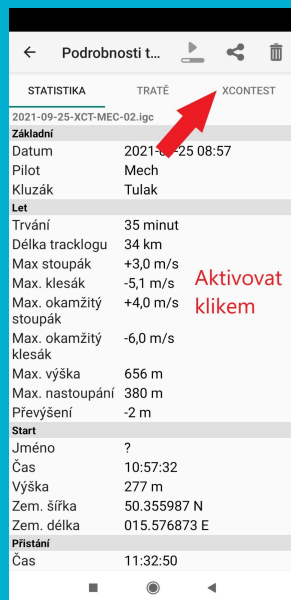 Podrobnosti t...
STATISTIKA TRATĚ XCONTEST
2021-09-25-XCT-MEC-02.igc
Základní
Datum 2021-09-25 08:57
Pilot Mech
Kluzák Tulak
Let
Trvání 35 minut
Délka tracklogu 34 km
Max stoupák +3,0 m/s
Max. klesák -5,1 m/s
Max. okamžitý +4,0 m/s
stoupák
Aktivovat
klikem
Max. okamžitý -6,0 m/s
klesák
Max. výška 656 m
Max. nastoupání 380 m
Převýšení -2 m
Start
Jméno ?
Čas 10:57:32
Výška 277 m
Zem. šířka 50.355987 N
Zem. délka 015.576873 E
Přistání
Čas 11:32:50